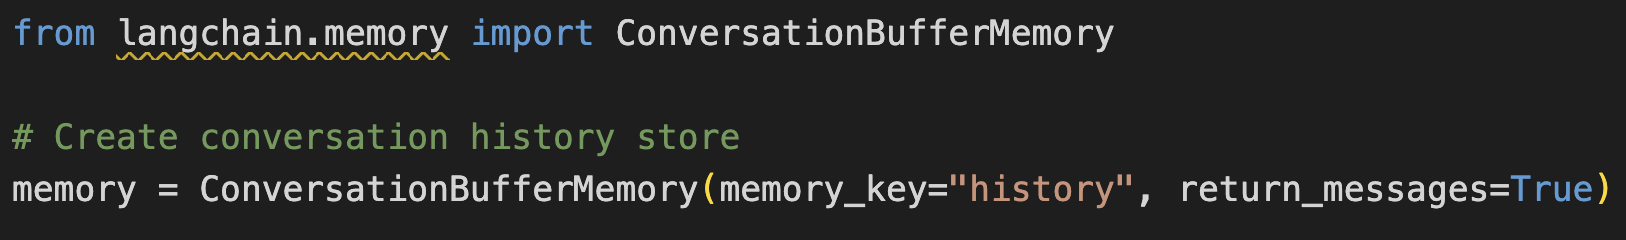 from langchain.memory import ConversationBufferMemory
# Create conversation history store
memory = ConversationBufferMemory(memory_key="history", return_messages=True)